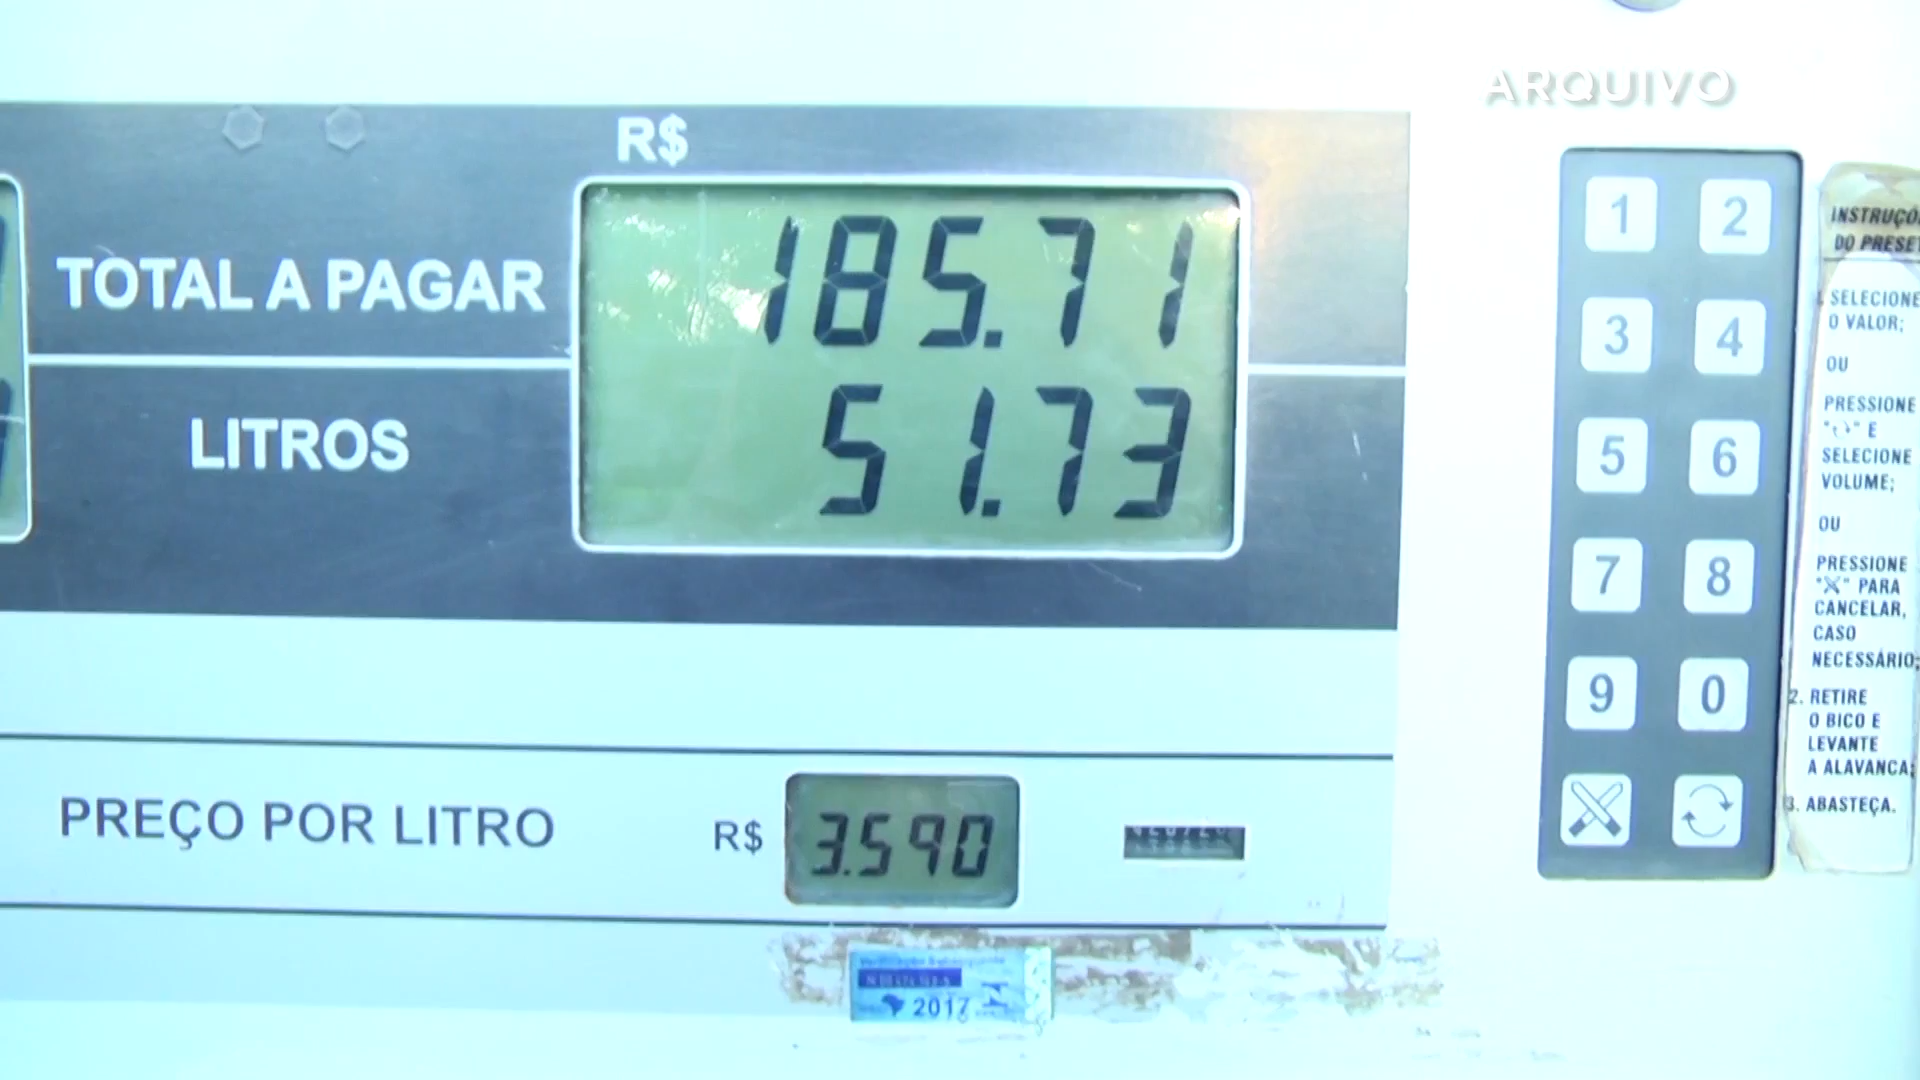 ARQUIVO
R$
TOTAL A PAGAR
185.71
LITROS
51.73
PREÇO POR LITRO
R$
3.590
2017
1 2
3 4
5 6
7 8
9 0
DO
SELECIONE
O VALOR;
OU
PRESSIONE
" " E
SELECIONE
VOLUME;
OU
PRESSIONE
" " PARA
CANCELAR,
CASO
NECESSÁRIO;
2. RETIRE
O BICO E
LEVANTE
A ALAVANCA;
3. ABASTEÇA.